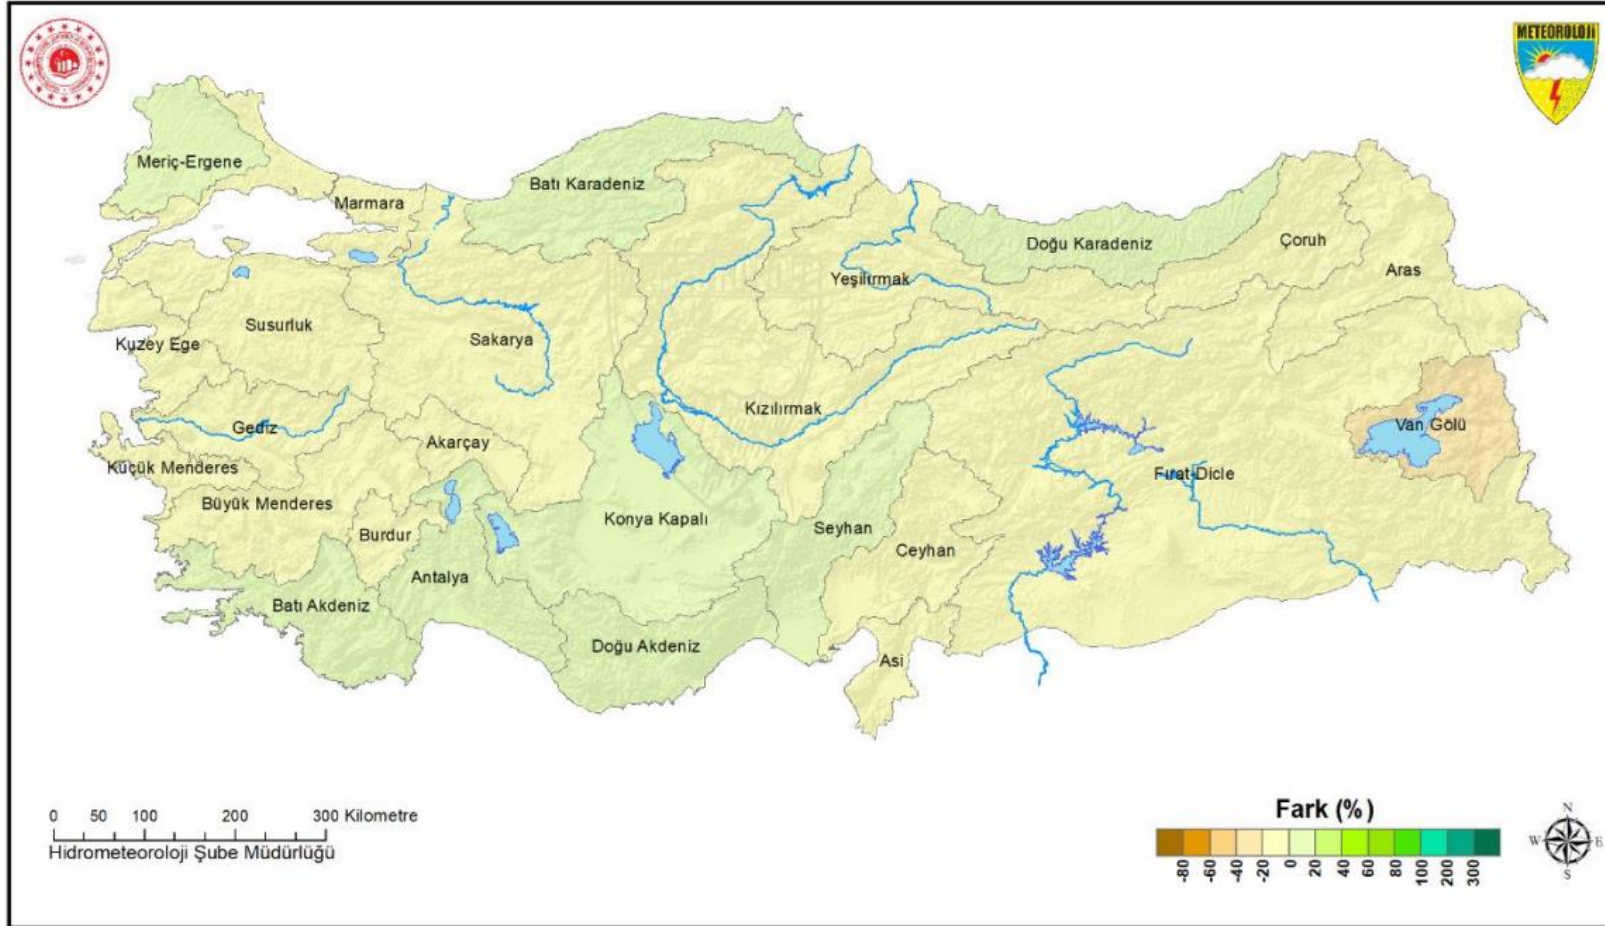 METEOROLOJİ
Meriç-Ergene
Marmara
Batı Karadeniz
Doğu Karadeniz
Çoruh
Aras
Yeşilırmak
Susurluk
Kuzey Ege
Sakarya
Gediz
Kızılırmak
Akarçay
Van Gölü
Küçük Menderes
Fırat-Dicle
Büyük Menderes
Burdur
Konya Kapalı
Seyhan
Ceyhan
Antalya
Batı Akdeniz
Doğu Akdeniz
Asi
0 50 100 200 300 Kilometre
Hidrometeoroloji Şube Müdürlüğü
Fark (%)
-80 -60 -40 -20 0 20 40 60 80 100 200 300
N
W E
S